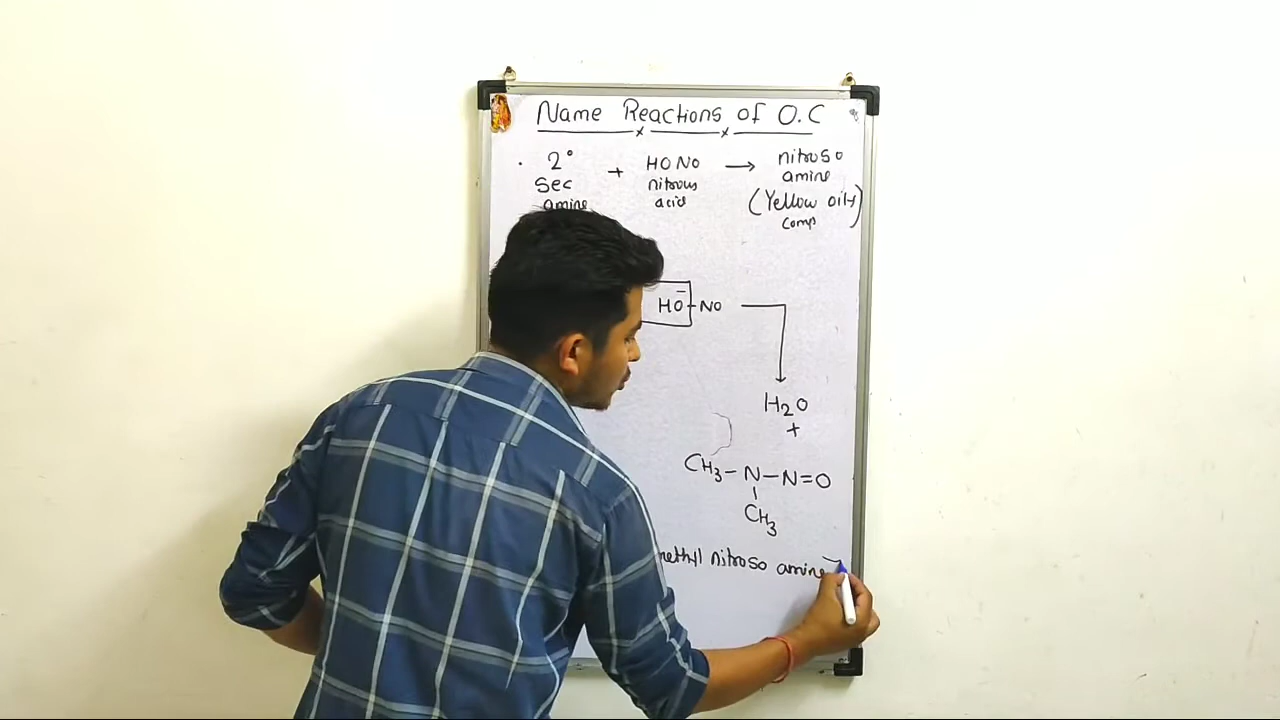 Name Reactions of O.C
· 2° + HONO → nitroso
Sec nitrous amine
amine acid (Yellow oily)
comp
HO⁻-NO
H2O
+
CH3-N-N=O
CH3
methyl nitroso amine